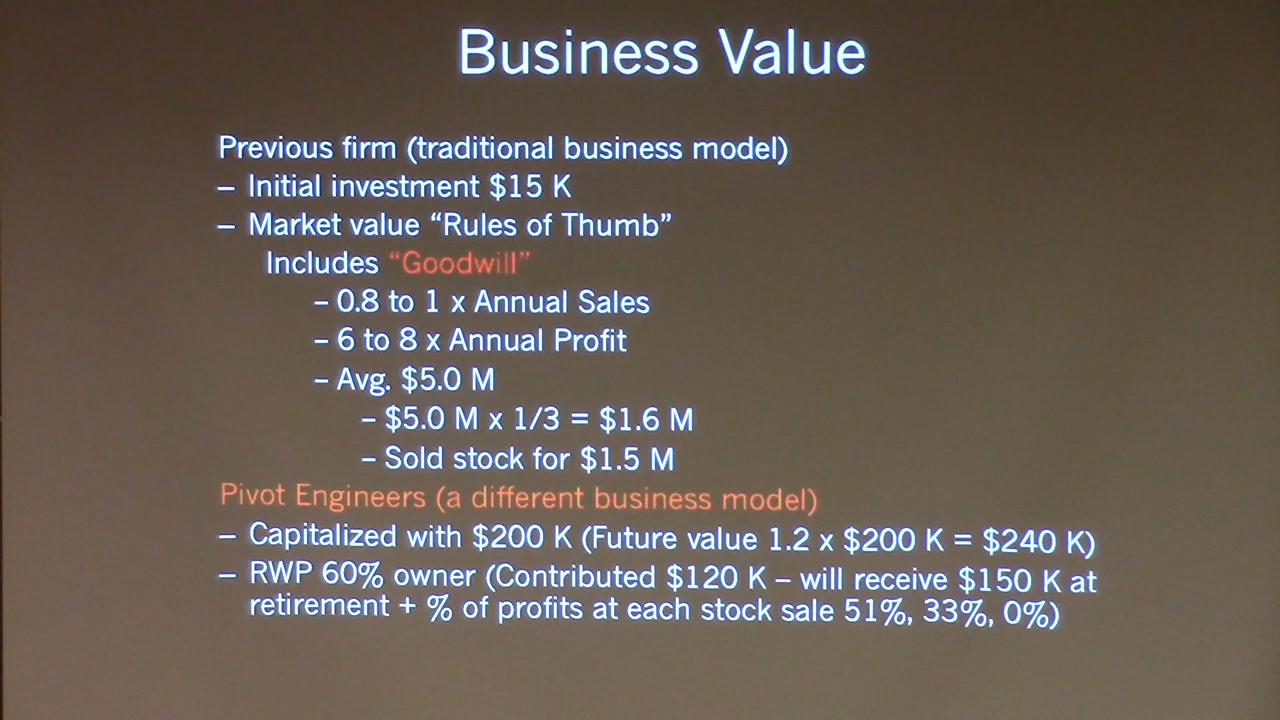 Business Value
Previous firm (traditional business model)
– Initial investment $15 K
– Market value “Rules of Thumb”
Includes “Goodwill”
– 0.8 to 1 x Annual Sales
– 6 to 8 x Annual Profit
– Avg. $5.0 M
– $5.0 M x 1/3 = $1.6 M
– Sold stock for $1.5 M
Pivot Engineers (a different business model)
– Capitalized with $200 K (Future value 1.2 x $200 K = $240 K)
– RWP 60% owner (Contributed $120 K – will receive $150 K at
retirement + % of profits at each stock sale 51%, 33%, 0%)